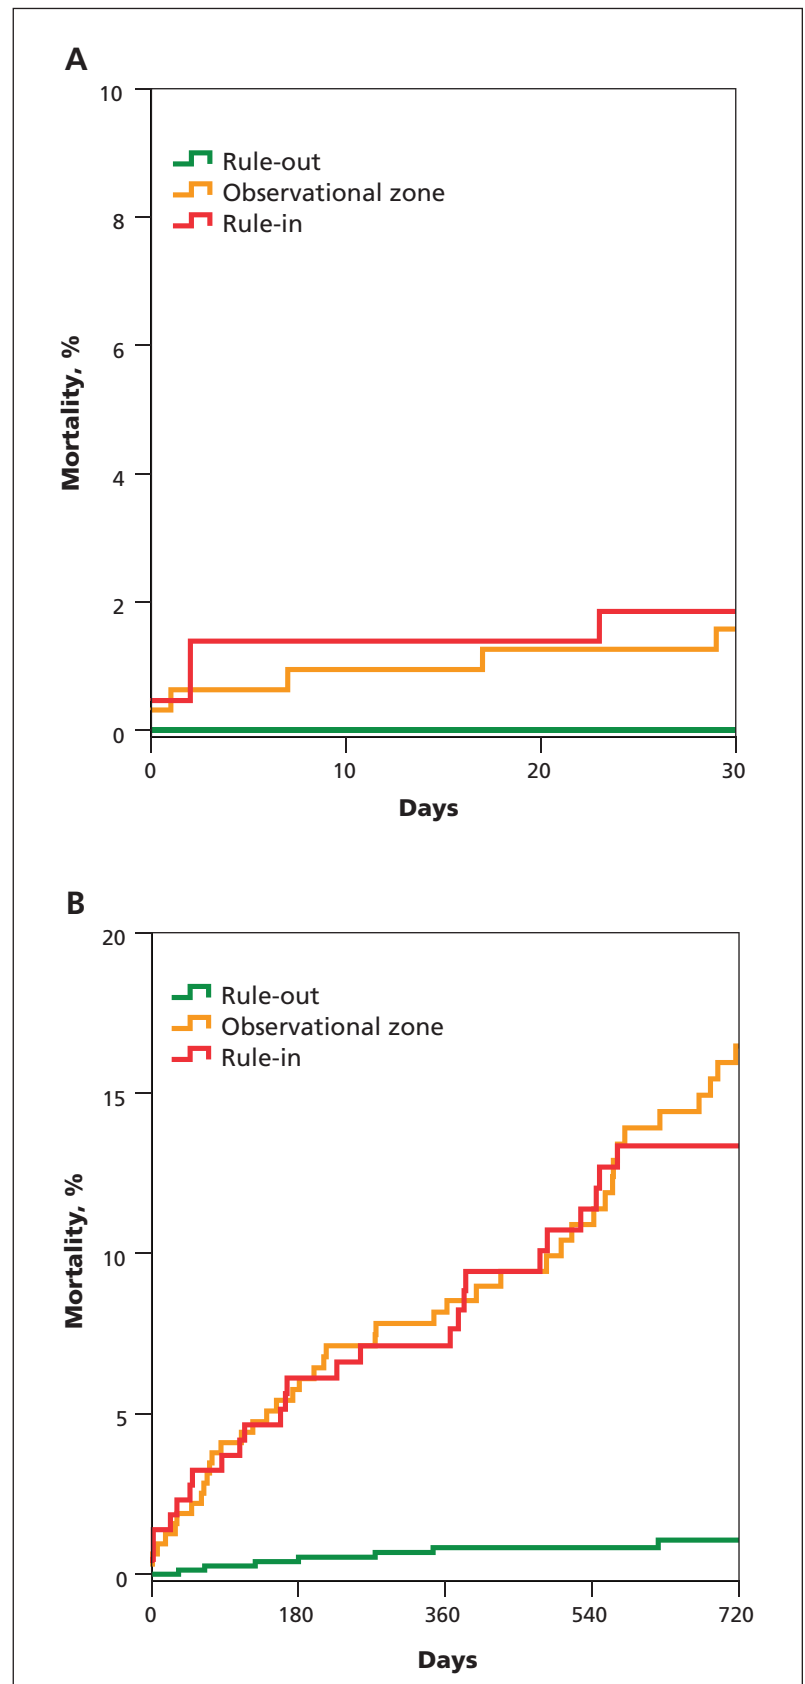 A
10
8
6
4
2
0
Mortality, %
Rule-out
Observational zone
Rule-in
0 10 20 30
Days
B
20
15
10
5
0
Mortality, %
Rule-out
Observational zone
Rule-in
0 180 360 540 720
Days